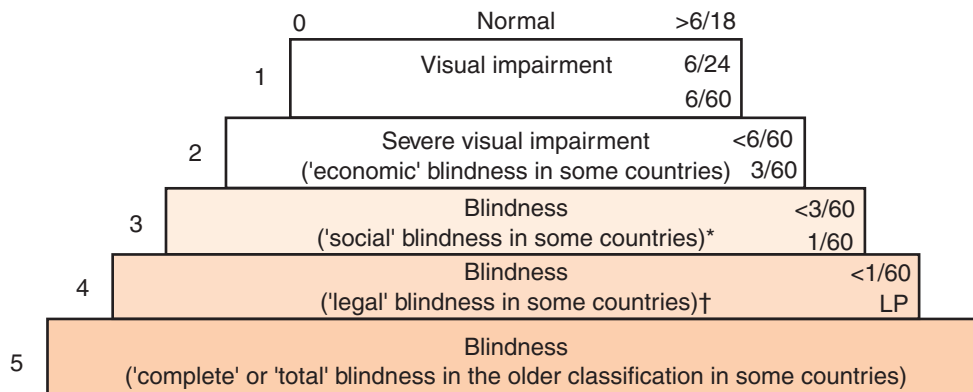 0 Normal >6/18
1 Visual impairment 6/24
6/60
2 Severe visual impairment <6/60
('economic' blindness in some countries) 3/60
3 Blindness <3/60
('social' blindness in some countries)* 1/60
4 Blindness <1/60
('legal' blindness in some countries)† LP
5 Blindness
('complete' or 'total' blindness in the older classification in some countries)